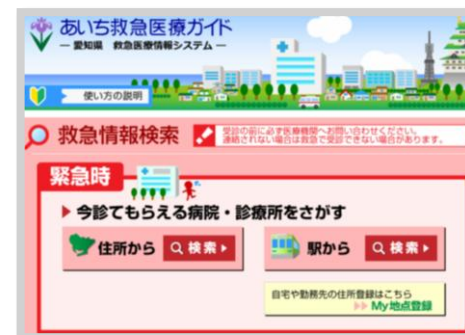 あいち救急医療ガイド
― 愛知県 救急医療情報システム ―
使い方の説明
救急情報検索
受診の前に必ず医療機関へお問い合わせください。
連絡されない場合は救急で受診できない場合があります。
緊急時
今診てもらえる病院・診療所をさがす
住所から 検索
駅から 検索
自宅や勤務先の住所登録はこちら
My地点登録